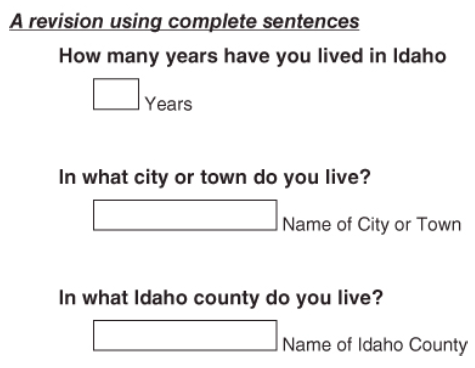 A revision using complete sentences
How many years have you lived in Idaho
Years
In what city or town do you live?
Name of City or Town
In what Idaho county do you live?
Name of Idaho County